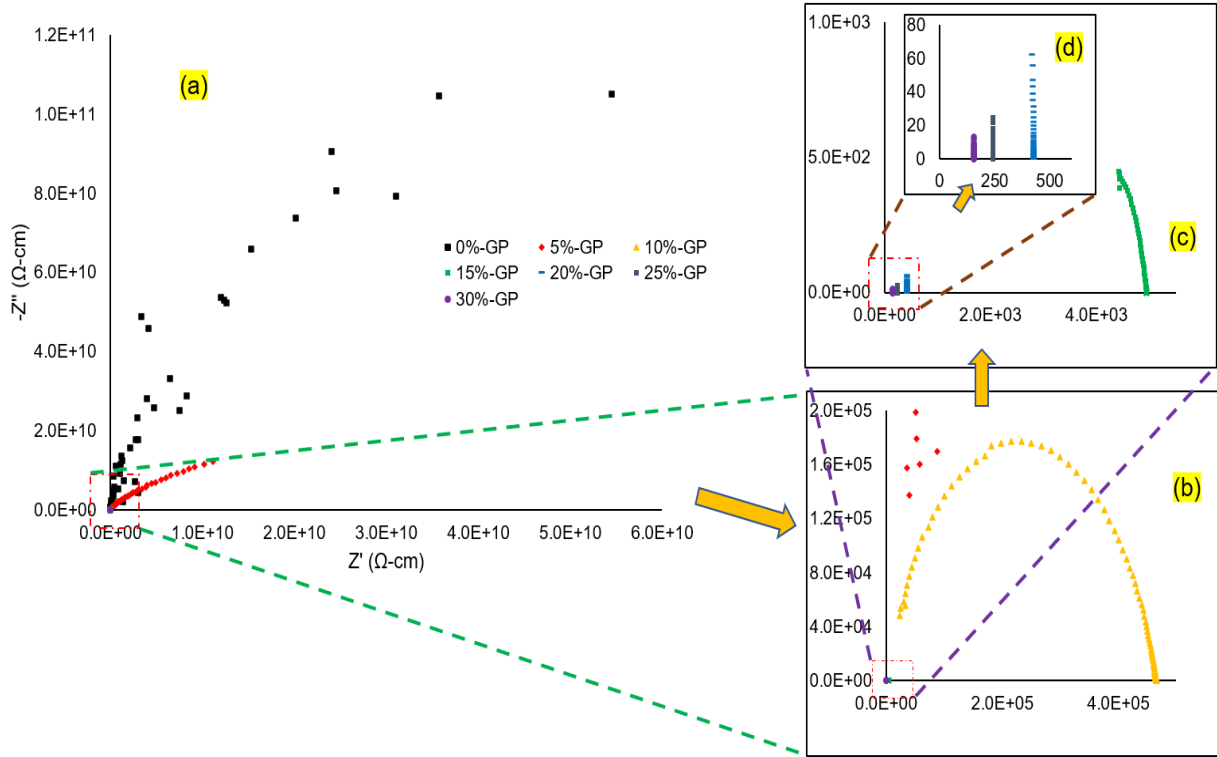 (a)
1.2E+11
1.0E+11
8.0E+10
6.0E+10
4.0E+10
2.0E+10
0.0E+00
-Z'' (Ω-cm)
0.0E+00 1.0E+10 2.0E+10 3.0E+10 4.0E+10 5.0E+10 6.0E+10
Z' (Ω-cm)
0%-GP 5%-GP 10%-GP
15%-GP 20%-GP 25%-GP
30%-GP
(c)
1.0E+03
5.0E+02
0.0E+00
0.0E+00 2.0E+03 4.0E+03
(d)
80
60
40
20
0
0 250 500
(b)
2.0E+05
1.6E+05
1.2E+05
8.0E+04
4.0E+04
0.0E+00
0.0E+00 2.0E+05 4.0E+05